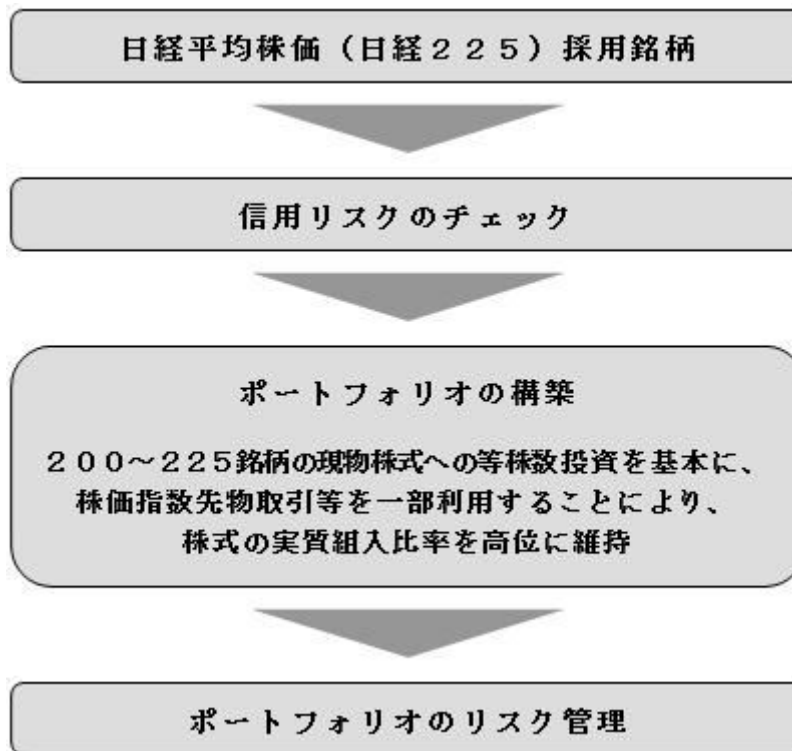 日経平均株価（日経２２５）採用銘柄
信用リスクのチェック
ポートフォリオの構築
２００～２２５銘柄の現物株式への等株数投資を基本に、
株価指数先物取引等を一部利用することにより、
株式の実質組入比率を高位に維持
ポートフォリオのリスク管理